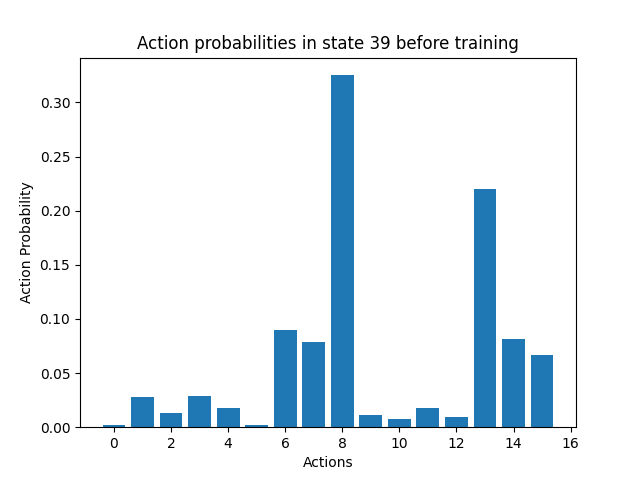 Action probabilities in state 39 before training
0.30
0.25
0.20
0.15
0.10
0.05
0.00
Action Probability
0 2 4 6 8 10 12 14 16
Actions